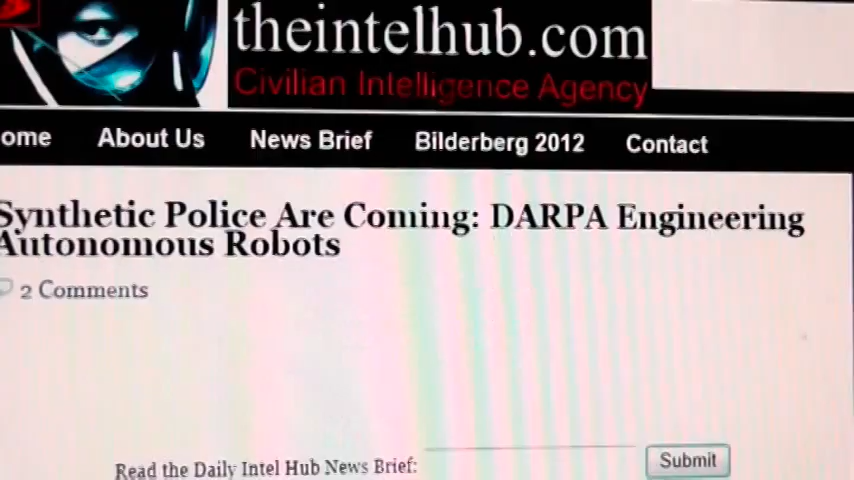 theintelhub.com
Civilian Intelligence Agency
ome About Us News Brief Bilderberg 2012 Contact
Synthetic Police Are Coming: DARPA Engineering
Autonomous Robots
2 Comments
Read the Daily Intel Hub News Brief: Submit